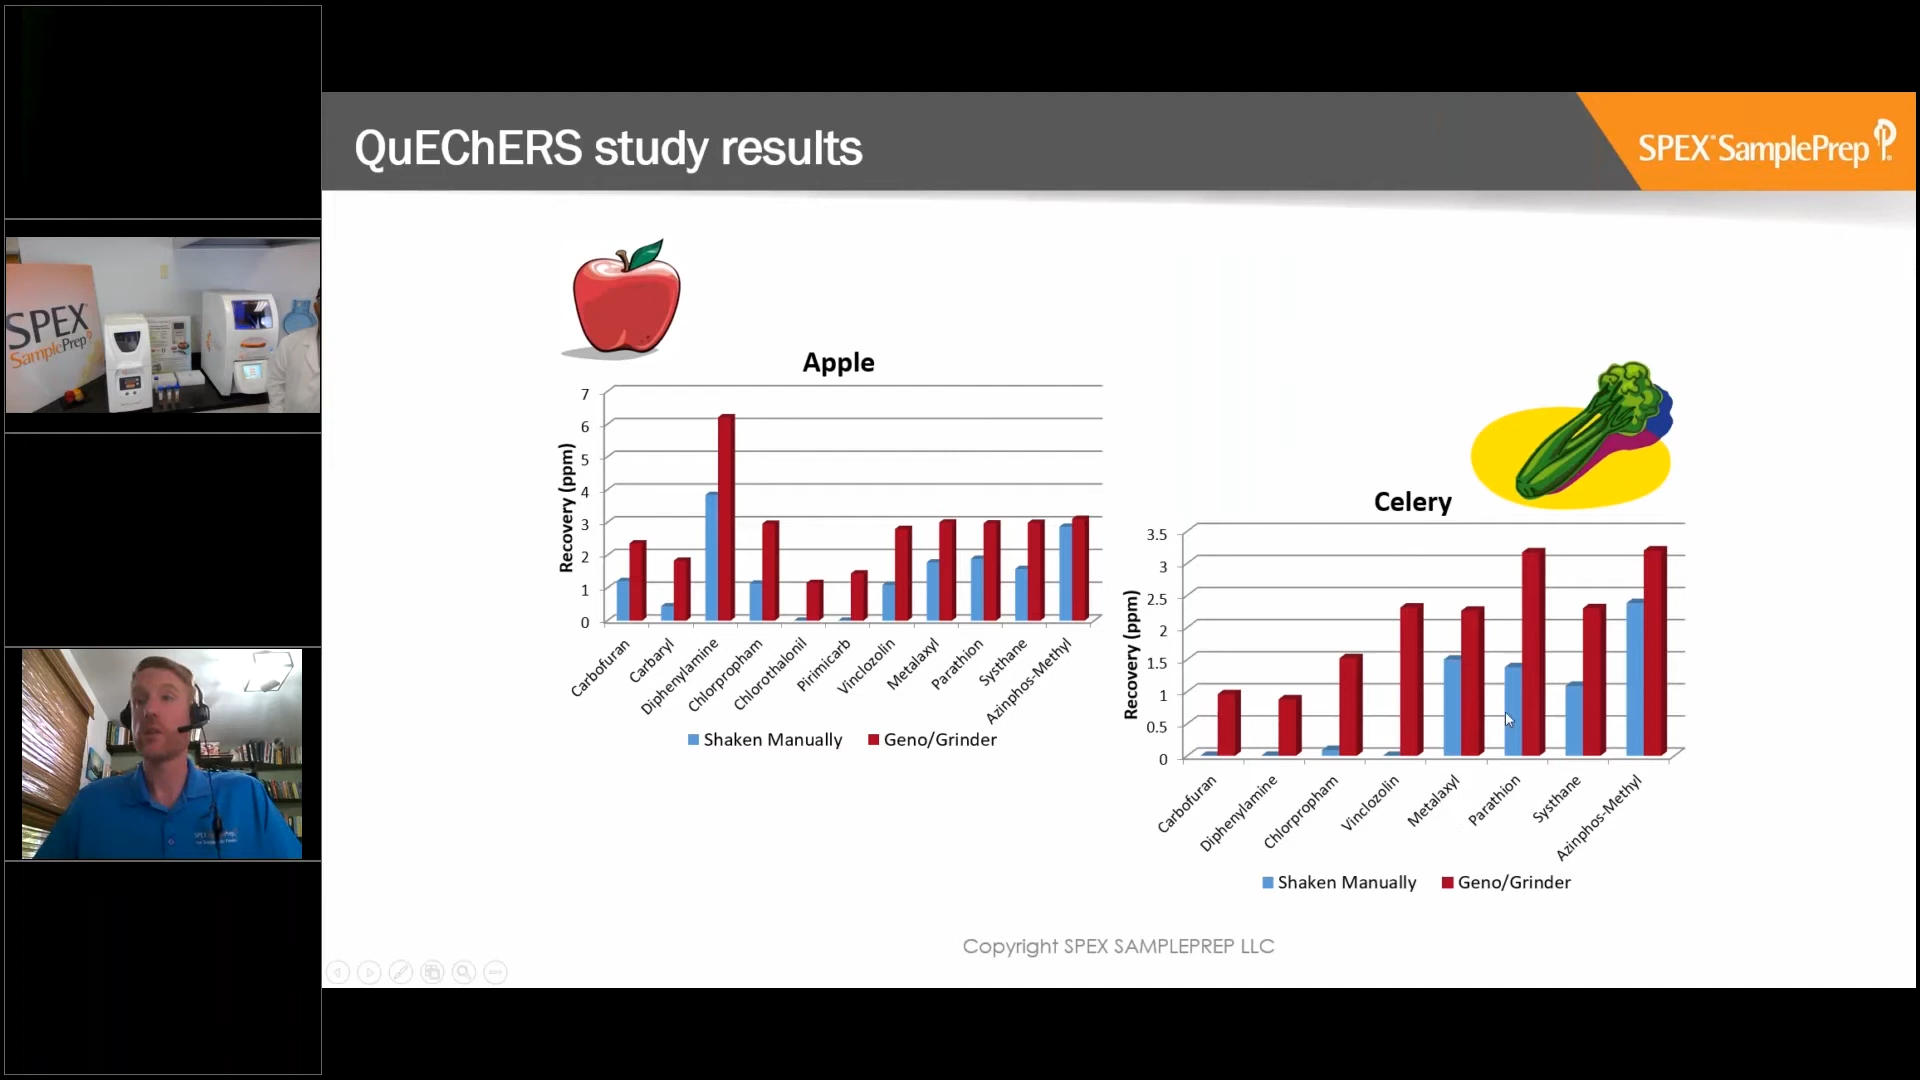 QuEChERS study results
SPEX SamplePrep
SPEX
SamplePrep
Apple
Recovery (ppm)
7
6
5
4
3
2
1
0
Carbofuran
Carbaryl
Diphenylamine
Chlorpropham
Chlorothalonil
Pirimicarb
Vinclozolin
Metalaxyl
Parathion
Systhane
Azinphos-Methyl
Shaken Manually
Geno/Grinder
Celery
Recovery (ppm)
3.5
3
2.5
2
1.5
1
0.5
0
Carbofuran
Diphenylamine
Chlorpropham
Vinclozolin
Metalaxyl
Parathion
Systhane
Azinphos-Methyl
Shaken Manually
Geno/Grinder
Copyright SPEX SAMPLEPREP LLC